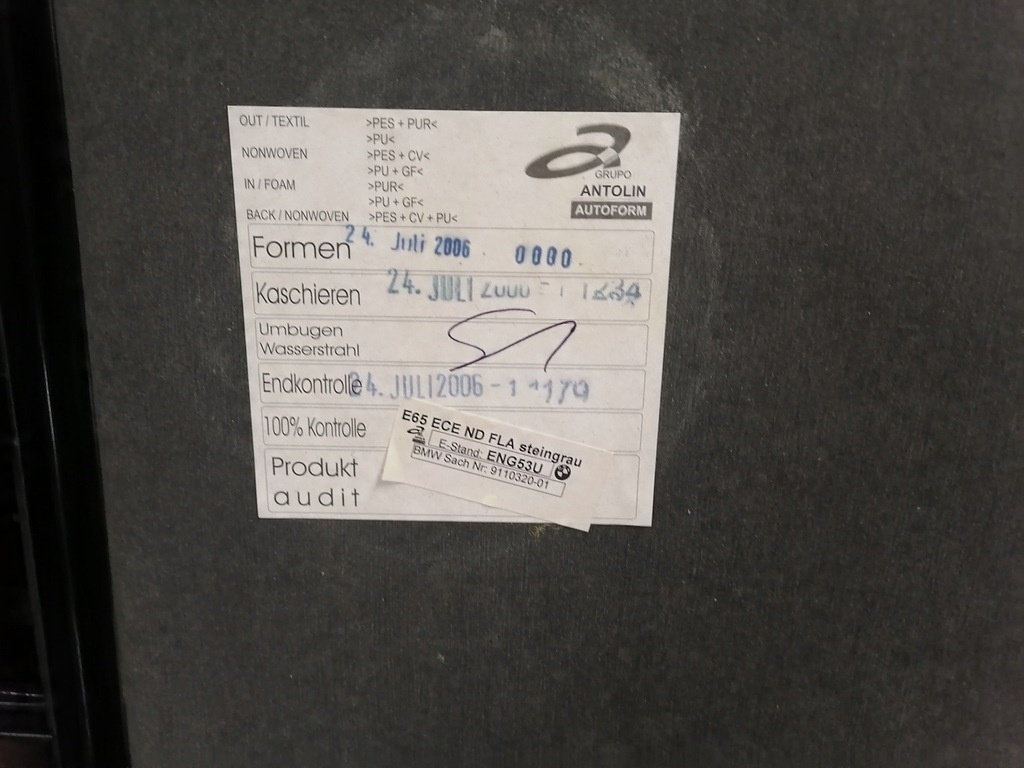 OUT / TEXTIL >PES + PUR<
>PU<
NONWOVEN >PES + CV<
>PU + GF<
IN / FOAM >PUR<
>PU + GF<
BACK / NONWOVEN >PES + CV + PU<
GRUPO
ANTOLIN
AUTOFORM
Formen 24. Juli 2006 0000
Kaschieren 24. JULI
Umbugen
Wasserstrahl
Endkontrolle 24. JULI 2006
100% Kontrolle
Produkt
audit
E65 ECE ND FLA steingrau
E-Stand: ENG53U
BMW Sach Nr: 9110320-01